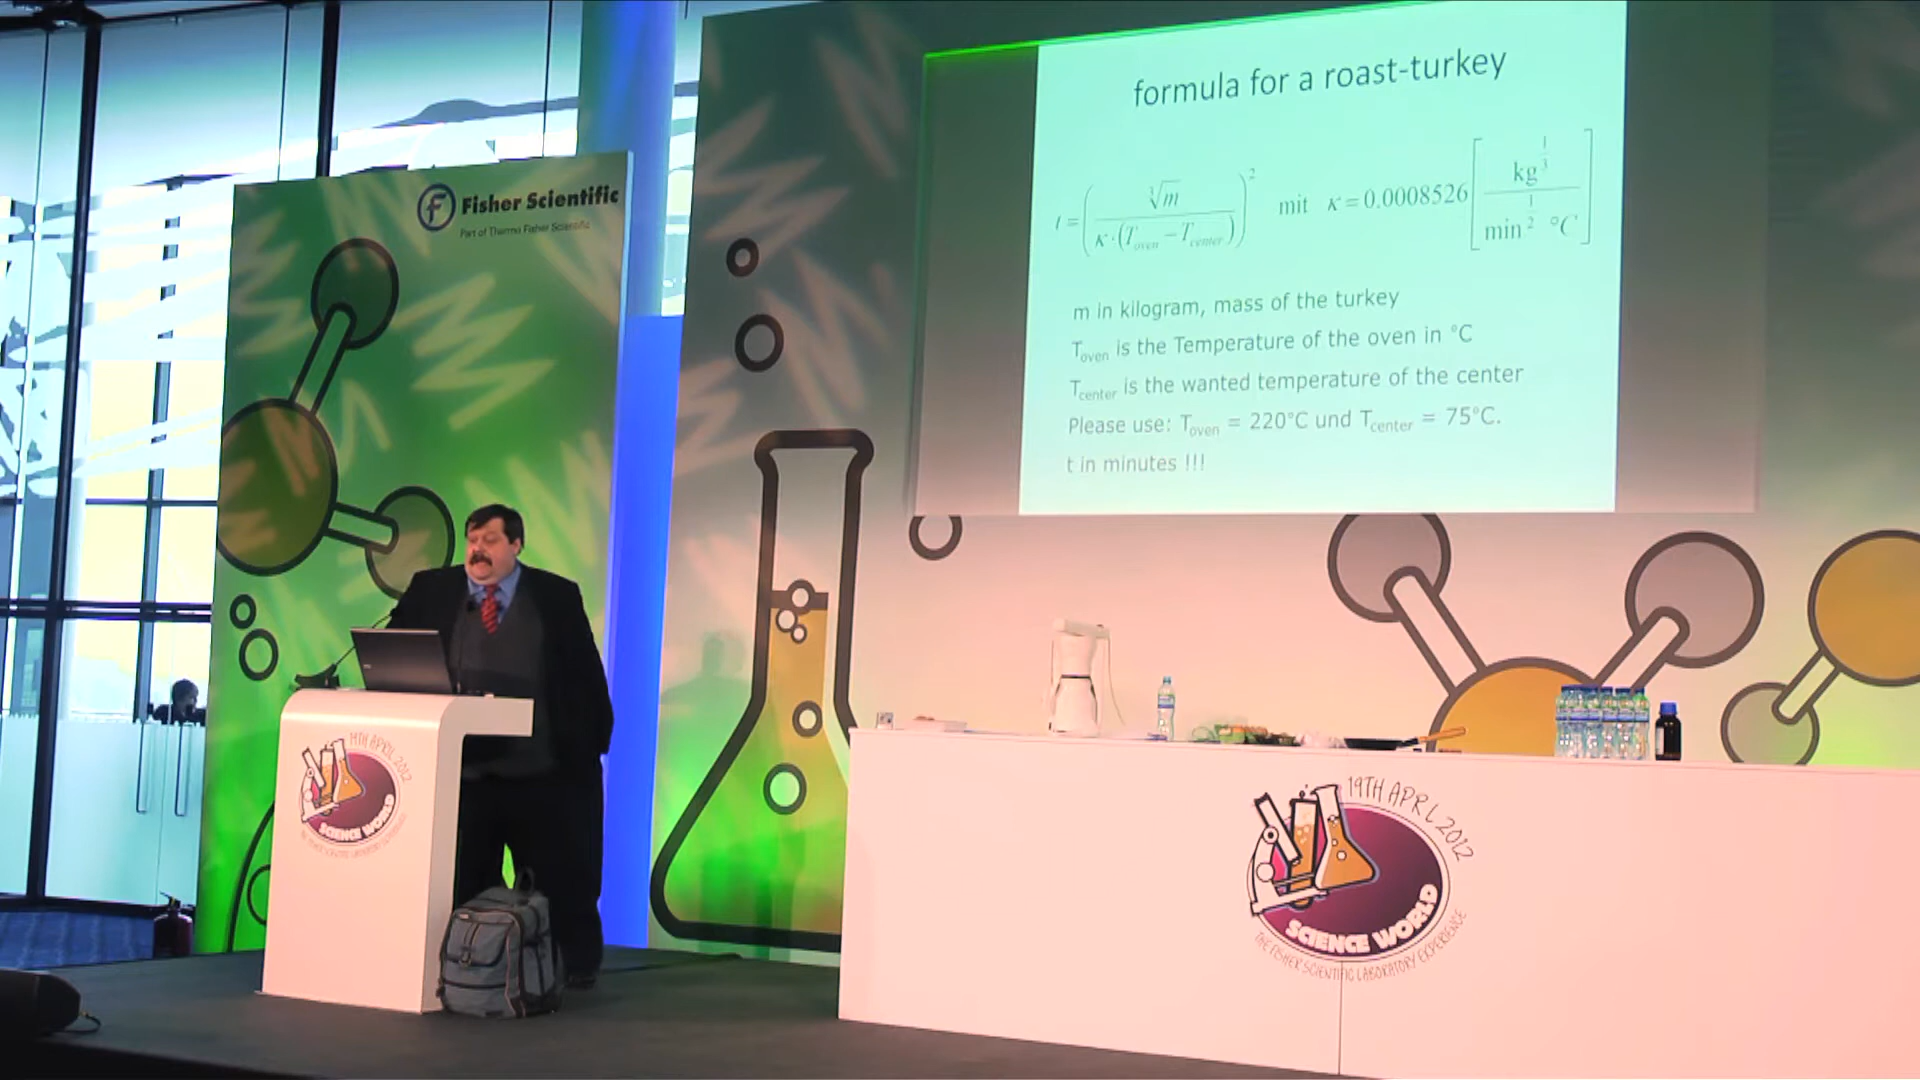 formula for a roast-turkey
t = ( ∛m / κ·(T_oven − T_center) )² mit κ = 0.0008526 [ kg^(1/3) / min^(1/2) °C ]
m in kilogram, mass of the turkey
T_oven is the Temperature of the oven in °C
T_center is the wanted temperature of the center
Please use: T_oven = 220°C und T_center = 75°C.
t in minutes !!!
F Fisher Scientific
Part of Thermo Fisher Scientific
19TH APRIL 2012
SCIENCE WORLD
THE FISHER SCIENTIFIC LABORATORY EXPERIENCE
19TH APRIL 2012
SCIENCE WORLD
THE FISHER SCIENTIFIC LABORATORY EXPERIENCE